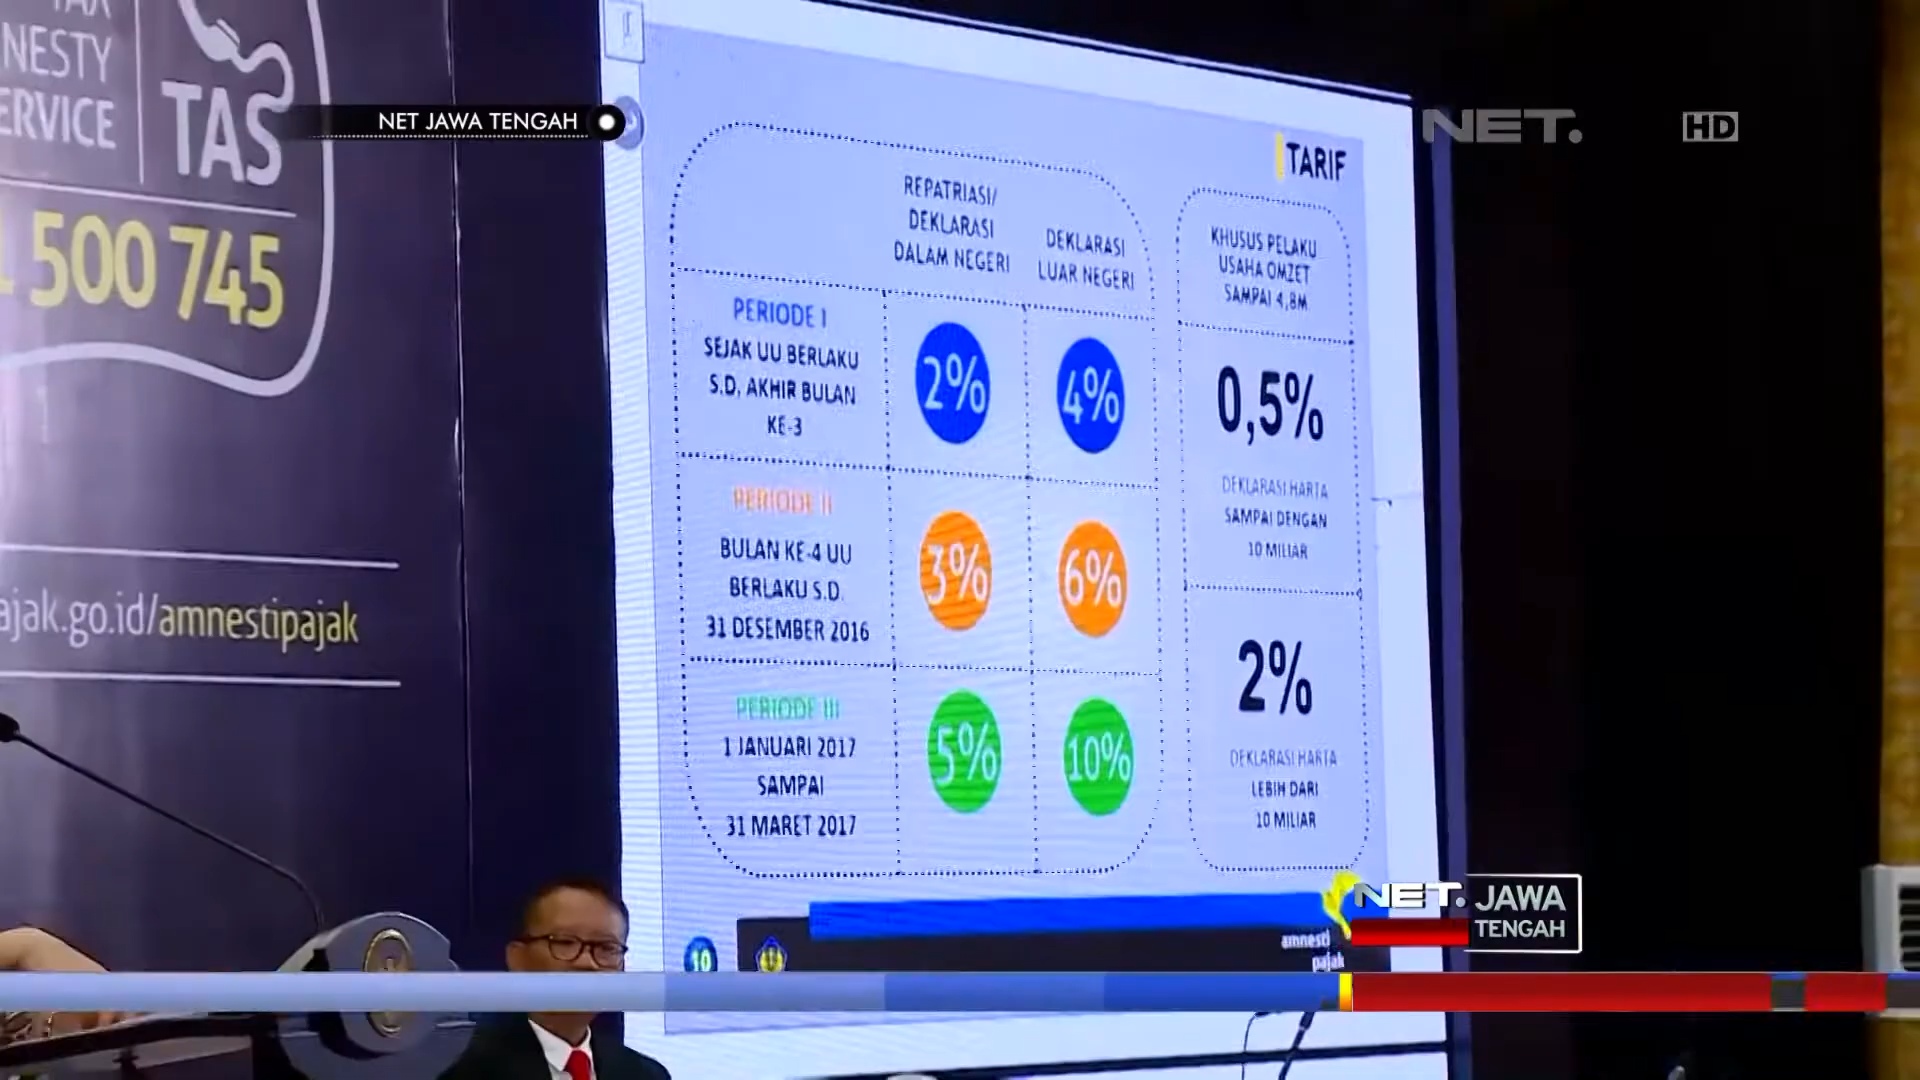 TAX
NESTY
ERVICE
TAS
500 745
ajak.go.id/amnestipajak
NET JAWA TENGAH
NET.
HD
TARIF
REPATRIASI/
DEKLARASI
DALAM NEGERI
DEKLARASI
LUAR NEGERI
PERIODE I
SEJAK UU BERLAKU
S.D. AKHIR BULAN
KE-3
2%
4%
PERIODE II
BULAN KE-4 UU
BERLAKU S.D.
31 DESEMBER 2016
3%
6%
PERIODE III
1 JANUARI 2017
SAMPAI
31 MARET 2017
5%
10%
KHUSUS PELAKU
USAHA OMZET
SAMPAI 4,8M
0,5%
DEKLARASI HARTA
SAMPAI DENGAN
10 MILIAR
2%
DEKLARASI HARTA
LEBIH DARI
10 MILIAR
10
amnesti
pajak
NET. JAWA
TENGAH